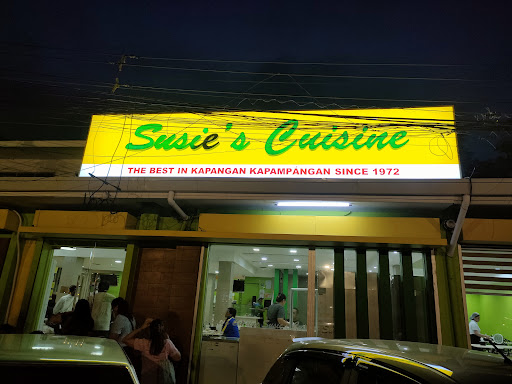 Susie's Cuisine
THE BEST IN KAPANGAN KAPAMPANGAN SINCE 1972